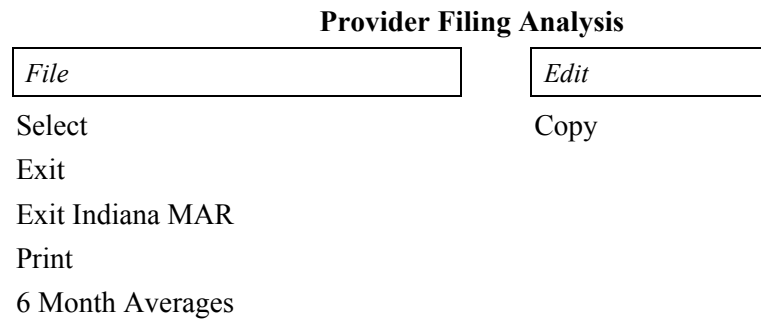 Provider Filing Analysis
File Edit
Select Copy
Exit
Exit Indiana MAR
Print
6 Month Averages